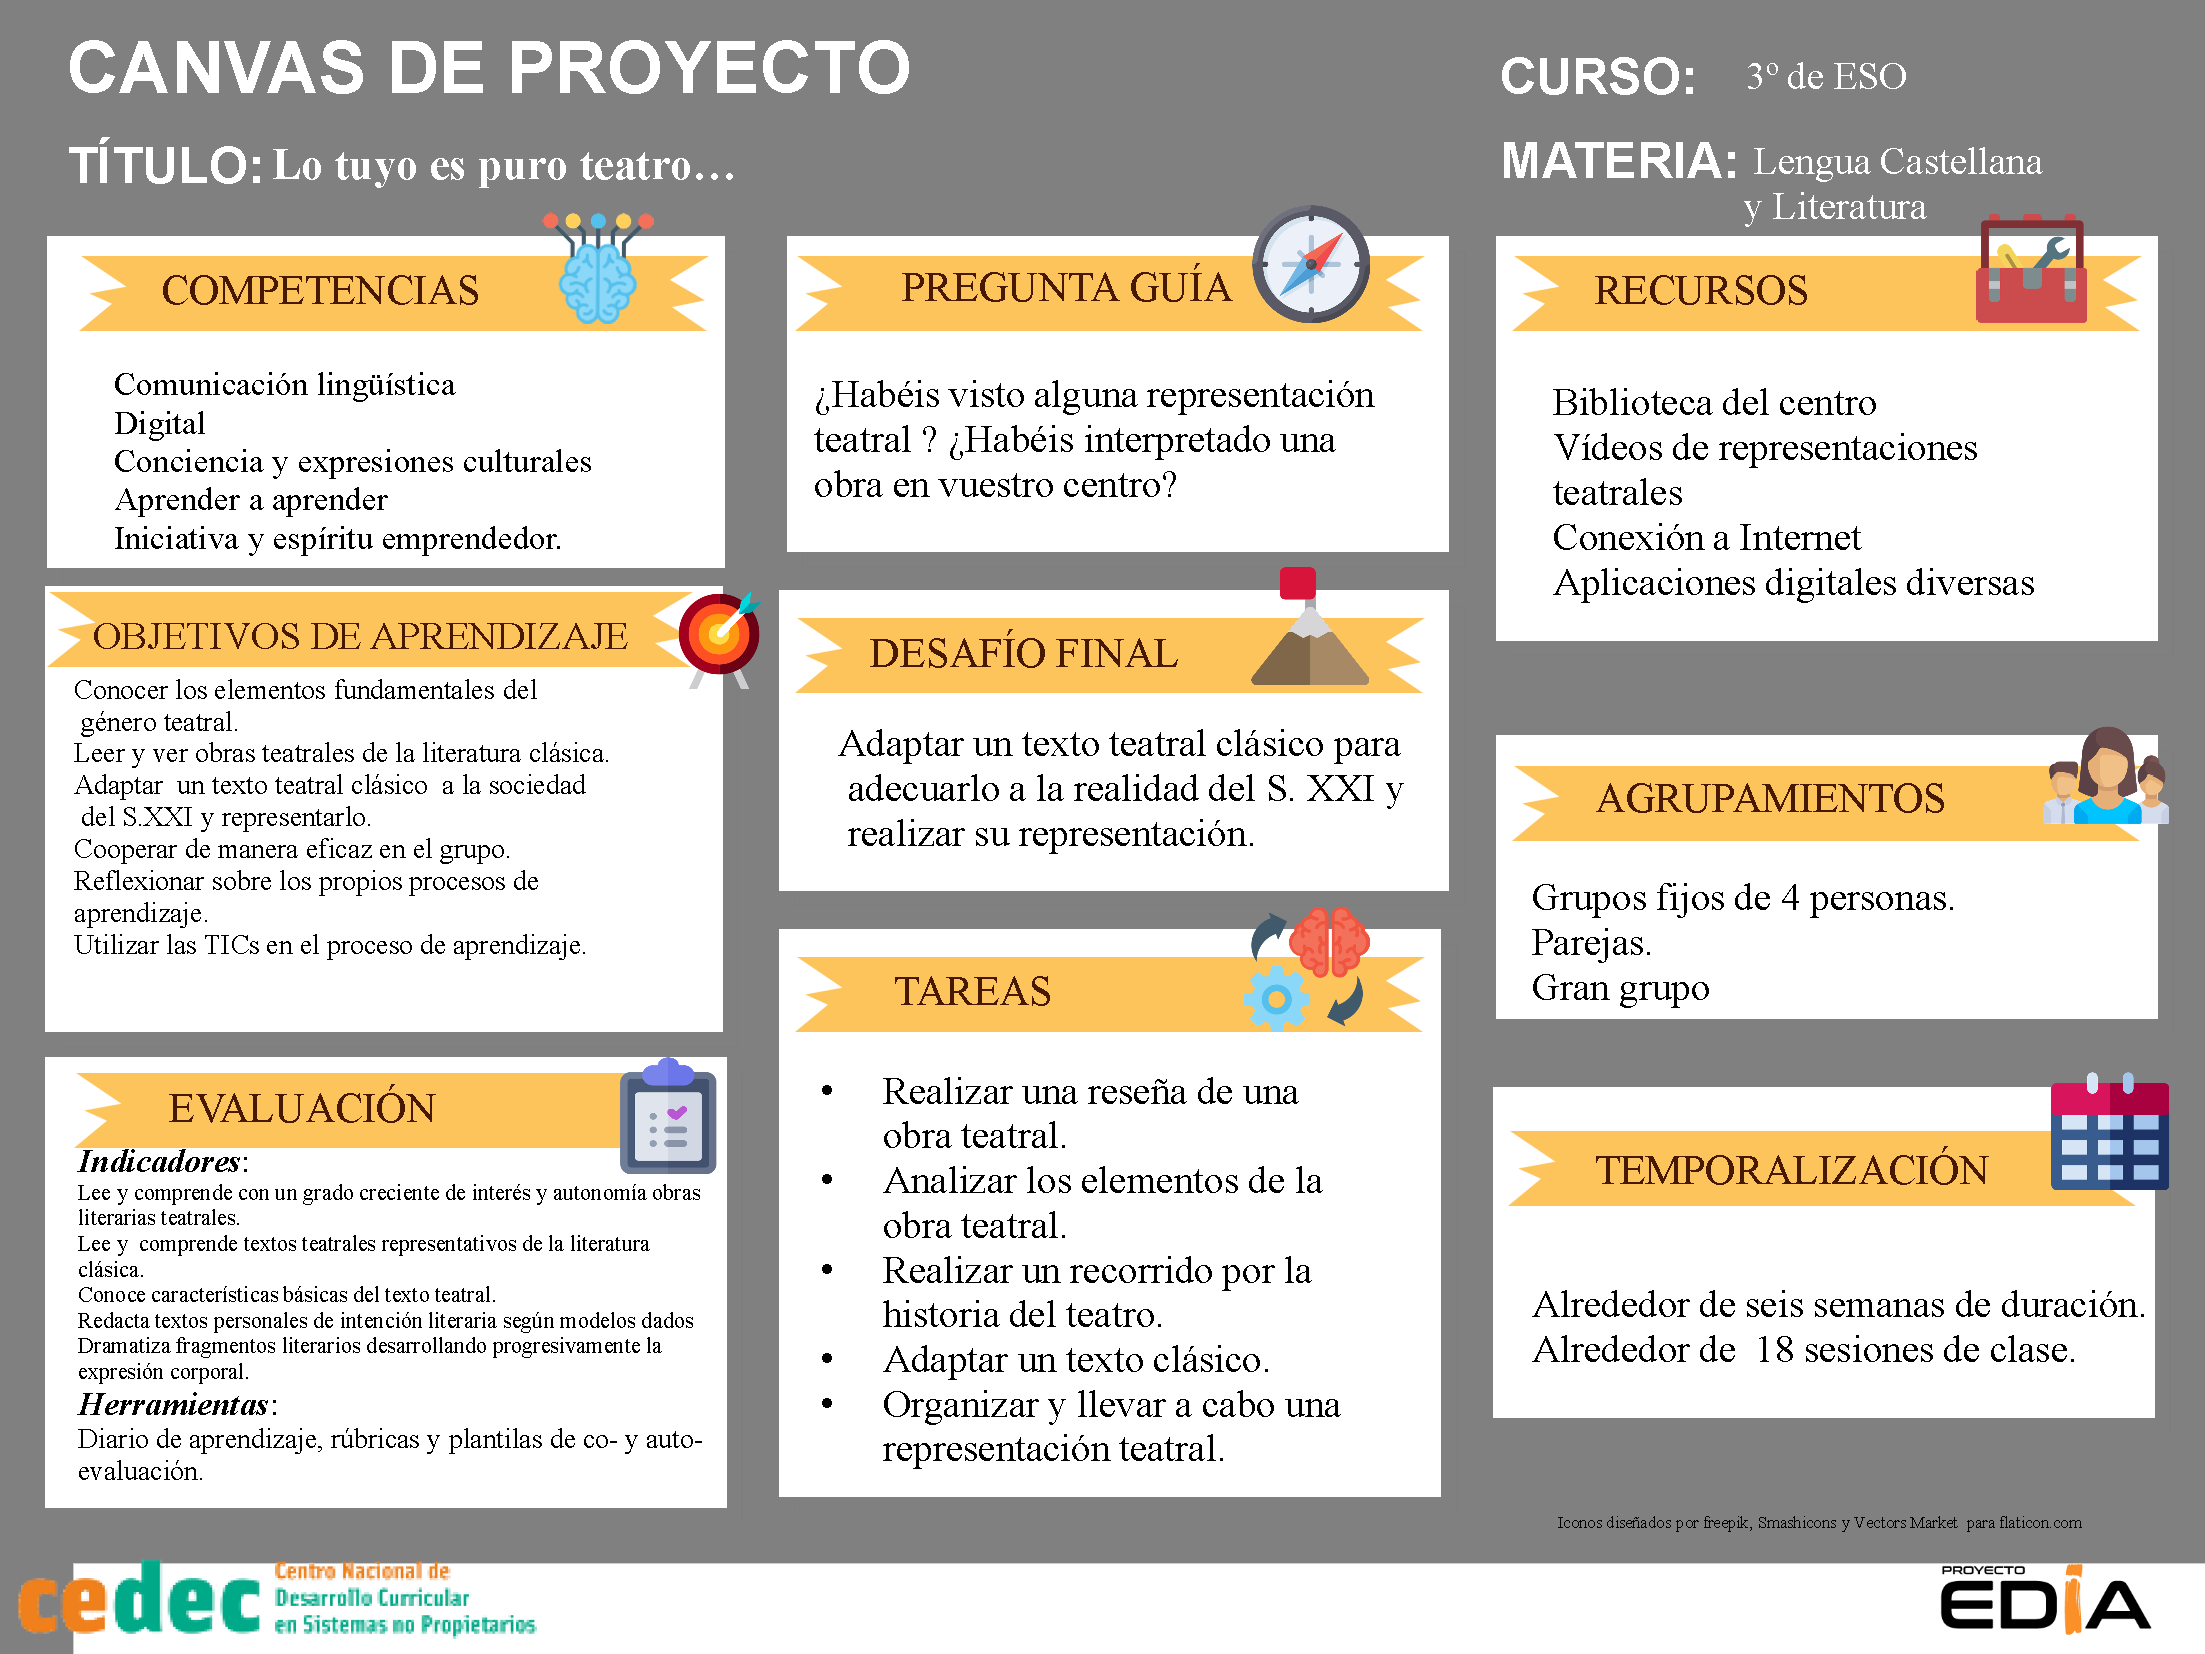 CANVAS DE PROYECTO
TÍTULO: Lo tuyo es puro teatro…
CURSO: 3º de ESO
MATERIA: Lengua Castellana
y Literatura
COMPETENCIAS
Comunicación lingüística
Digital
Conciencia y expresiones culturales
Aprender a aprender
Iniciativa y espíritu emprendedor.
OBJETIVOS DE APRENDIZAJE
Conocer los elementos fundamentales del
género teatral.
Leer y ver obras teatrales de la literatura clásica.
Adaptar un texto teatral clásico a la sociedad
del S.XXI y representarlo.
Cooperar de manera eficaz en el grupo.
Reflexionar sobre los propios procesos de
aprendizaje.
Utilizar las TICs en el proceso de aprendizaje.
EVALUACIÓN
Indicadores:
Lee y comprende con un grado creciente de interés y autonomía obras
literarias teatrales.
Lee y comprende textos teatrales representativos de la literatura
clásica.
Conoce características básicas del texto teatral.
Redacta textos personales de intención literaria según modelos dados
Dramatiza fragmentos literarios desarrollando progresivamente la
expresión corporal.
Herramientas:
Diario de aprendizaje, rúbricas y plantilas de co- y auto-
evaluación.
PREGUNTA GUÍA
¿Habéis visto alguna representación
teatral ? ¿Habéis interpretado una
obra en vuestro centro?
DESAFÍO FINAL
Adaptar un texto teatral clásico para
adecuarlo a la realidad del S. XXI y
realizar su representación.
TAREAS
• Realizar una reseña de una
obra teatral.
• Analizar los elementos de la
obra teatral.
• Realizar un recorrido por la
historia del teatro.
• Adaptar un texto clásico.
• Organizar y llevar a cabo una
representación teatral.
RECURSOS
Biblioteca del centro
Vídeos de representaciones
teatrales
Conexión a Internet
Aplicaciones digitales diversas
AGRUPAMIENTOS
Grupos fijos de 4 personas.
Parejas.
Gran grupo
TEMPORALIZACIÓN
Alrededor de seis semanas de duración.
Alrededor de 18 sesiones de clase.
Iconos diseñados por freepik, Smashicons y Vectors Market para flaticon.com
cedec
Centro Nacional de
Desarrollo Curricular
en Sistemas no Propietarios
PROYECTO
EDIA